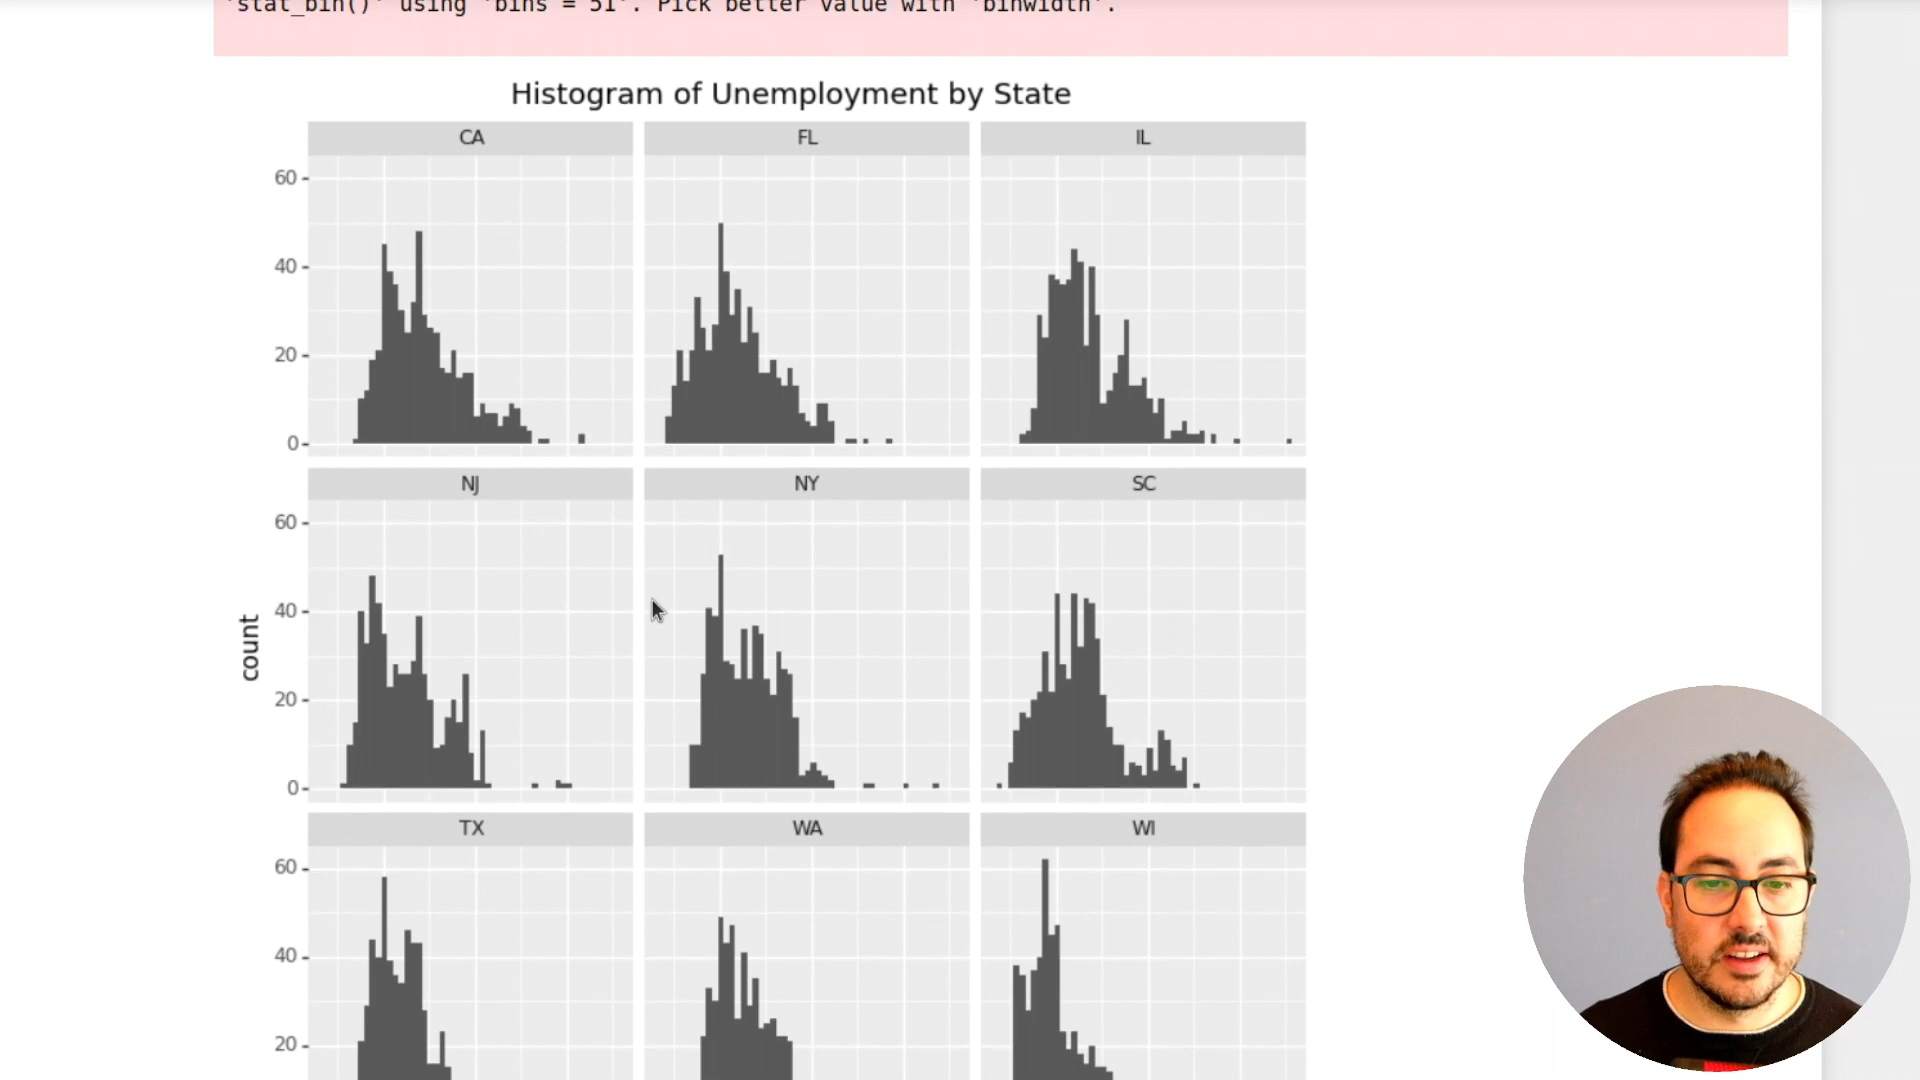 'stat_bin()' using 'bins = 51'. Pick better value with 'binwidth'.
Histogram of Unemployment by State
CA FL IL
60
40
20
0
NJ NY SC
60
40
20
0
count
TX WA WI
60
40
20